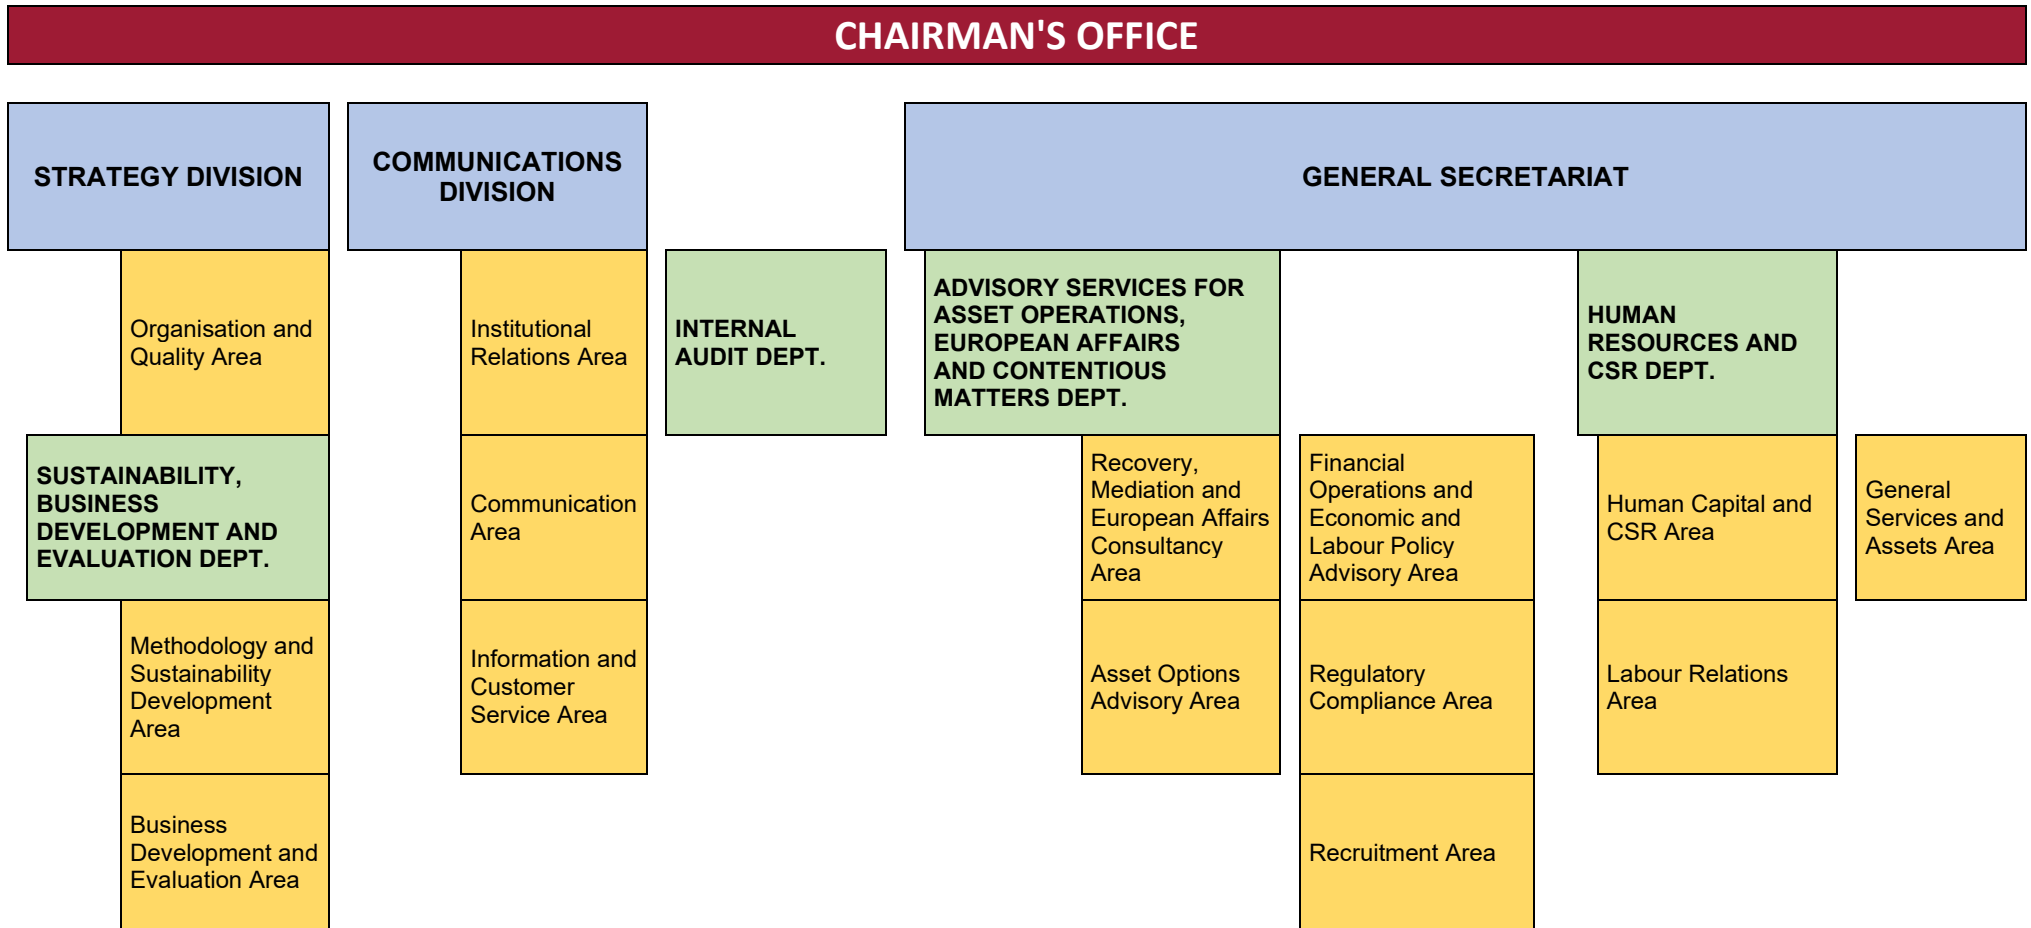 CHAIRMAN'S OFFICE
STRATEGY DIVISION
COMMUNICATIONS
DIVISION
GENERAL SECRETARIAT
Organisation and
Quality Area
Institutional
Relations Area
INTERNAL
AUDIT DEPT.
ADVISORY SERVICES FOR
ASSET OPERATIONS,
EUROPEAN AFFAIRS
AND CONTENTIOUS
MATTERS DEPT.
HUMAN
RESOURCES AND
CSR DEPT.
SUSTAINABILITY,
BUSINESS
DEVELOPMENT AND
EVALUATION DEPT.
Communication
Area
Recovery,
Mediation and
European Affairs
Consultancy
Area
Financial
Operations and
Economic and
Labour Policy
Advisory Area
Human Capital and
CSR Area
General
Services and
Assets Area
Methodology and
Sustainability
Development
Area
Information and
Customer
Service Area
Asset Options
Advisory Area
Regulatory
Compliance Area
Labour Relations
Area
Business
Development and
Evaluation Area
Recruitment Area